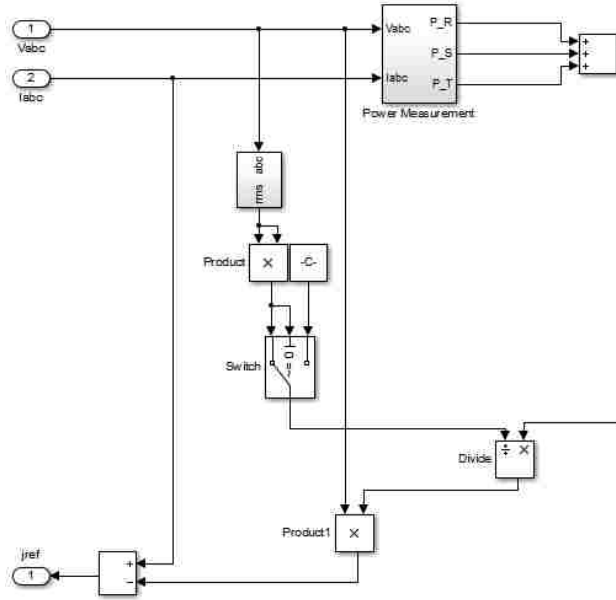 1
Vabc
2
Iabc
Vabc
Iabc
P_R
P_S
P_T
Power Measurement
+
+
+
abc
rms
Product
×
-C-
Switch
~= 0
Divide
÷ ×
Product1
×
jref
1
+
−